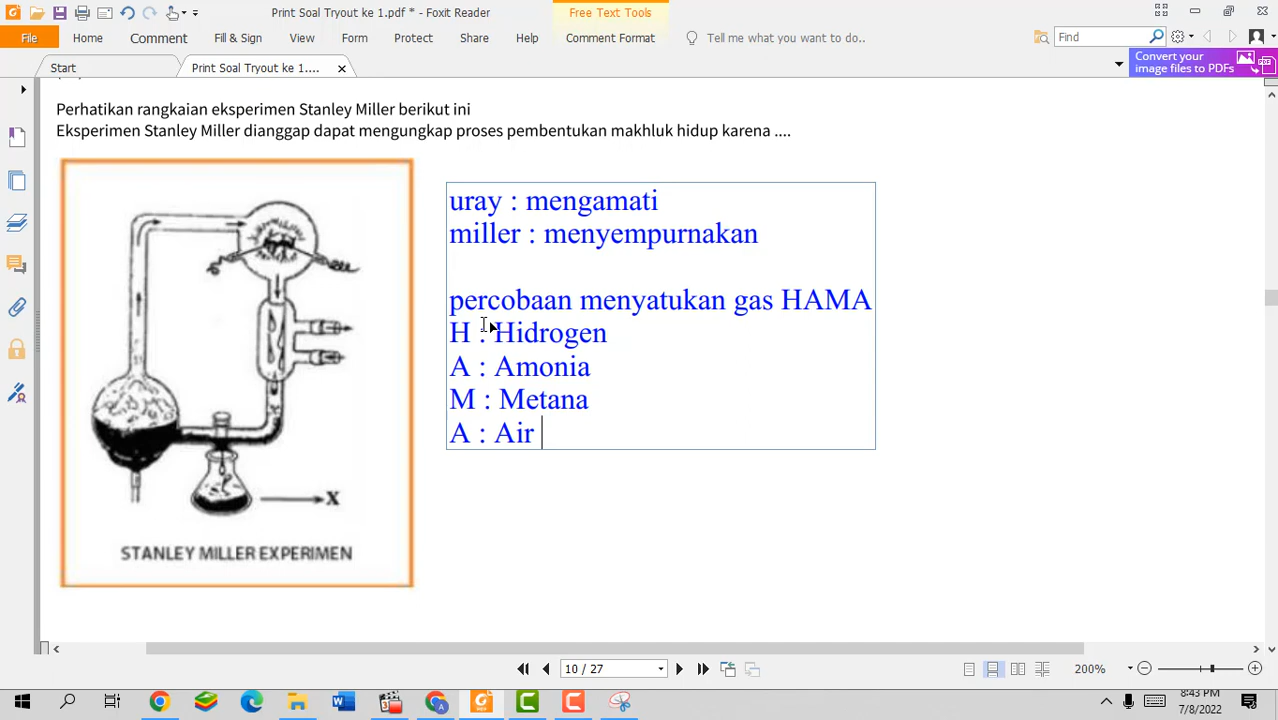 Print Soal Tryout ke 1.pdf * - Foxit Reader
Free Text Tools
File
Home
Comment
Fill & Sign
View
Form
Protect
Share
Help
Comment Format
Tell me what you want to do..
Find
Start
Print Soal Tryout ke 1....
Convert your
image files to PDFs
Perhatikan rangkaian eksperimen Stanley Miller berikut ini
Eksperimen Stanley Miller dianggap dapat mengungkap proses pembentukan makhluk hidup karena ....
uray : mengamati
miller : menyempurnakan
percobaan menyatukan gas HAMA
H : Hidrogen
A : Amonia
M : Metana
A : Air
X
STANLEY MILLER EXPERIMEN
10 / 27
200%
8:43 PM
7/8/2022